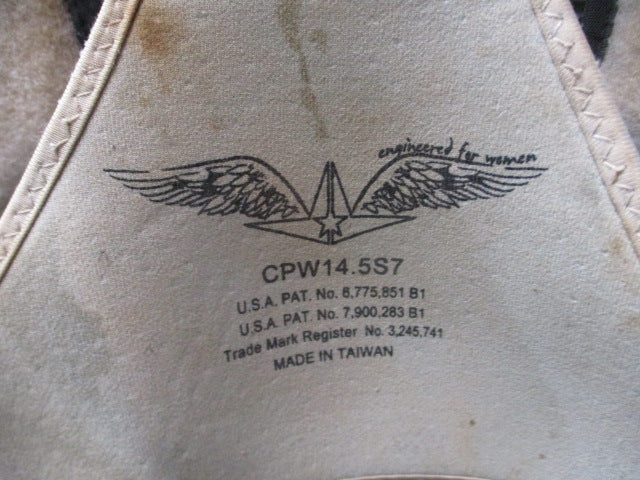 engineered for women
CPW14.5S7
U.S.A. PAT. No. 6,775,851 B1
U.S.A. PAT. No. 7,900,283 B1
Trade Mark Register No. 3,245,741
MADE IN TAIWAN